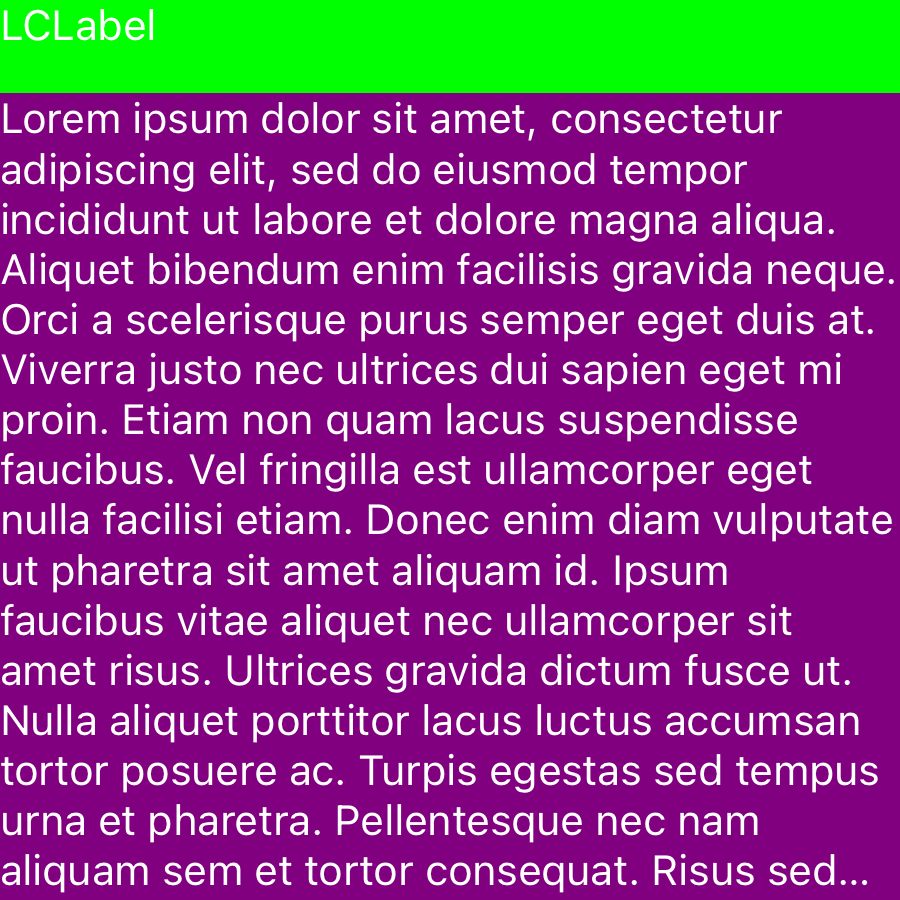 LCLabel
Lorem ipsum dolor sit amet, consectetur
adipiscing elit, sed do eiusmod tempor
incididunt ut labore et dolore magna aliqua.
Aliquet bibendum enim facilisis gravida neque.
Orci a scelerisque purus semper eget duis at.
Viverra justo nec ultrices dui sapien eget mi
proin. Etiam non quam lacus suspendisse
faucibus. Vel fringilla est ullamcorper eget
nulla facilisi etiam. Donec enim diam vulputate
ut pharetra sit amet aliquam id. Ipsum
faucibus vitae aliquet nec ullamcorper sit
amet risus. Ultrices gravida dictum fusce ut.
Nulla aliquet porttitor lacus luctus accumsan
tortor posuere ac. Turpis egestas sed tempus
urna et pharetra. Pellentesque nec nam
aliquam sem et tortor consequat. Risus sed...